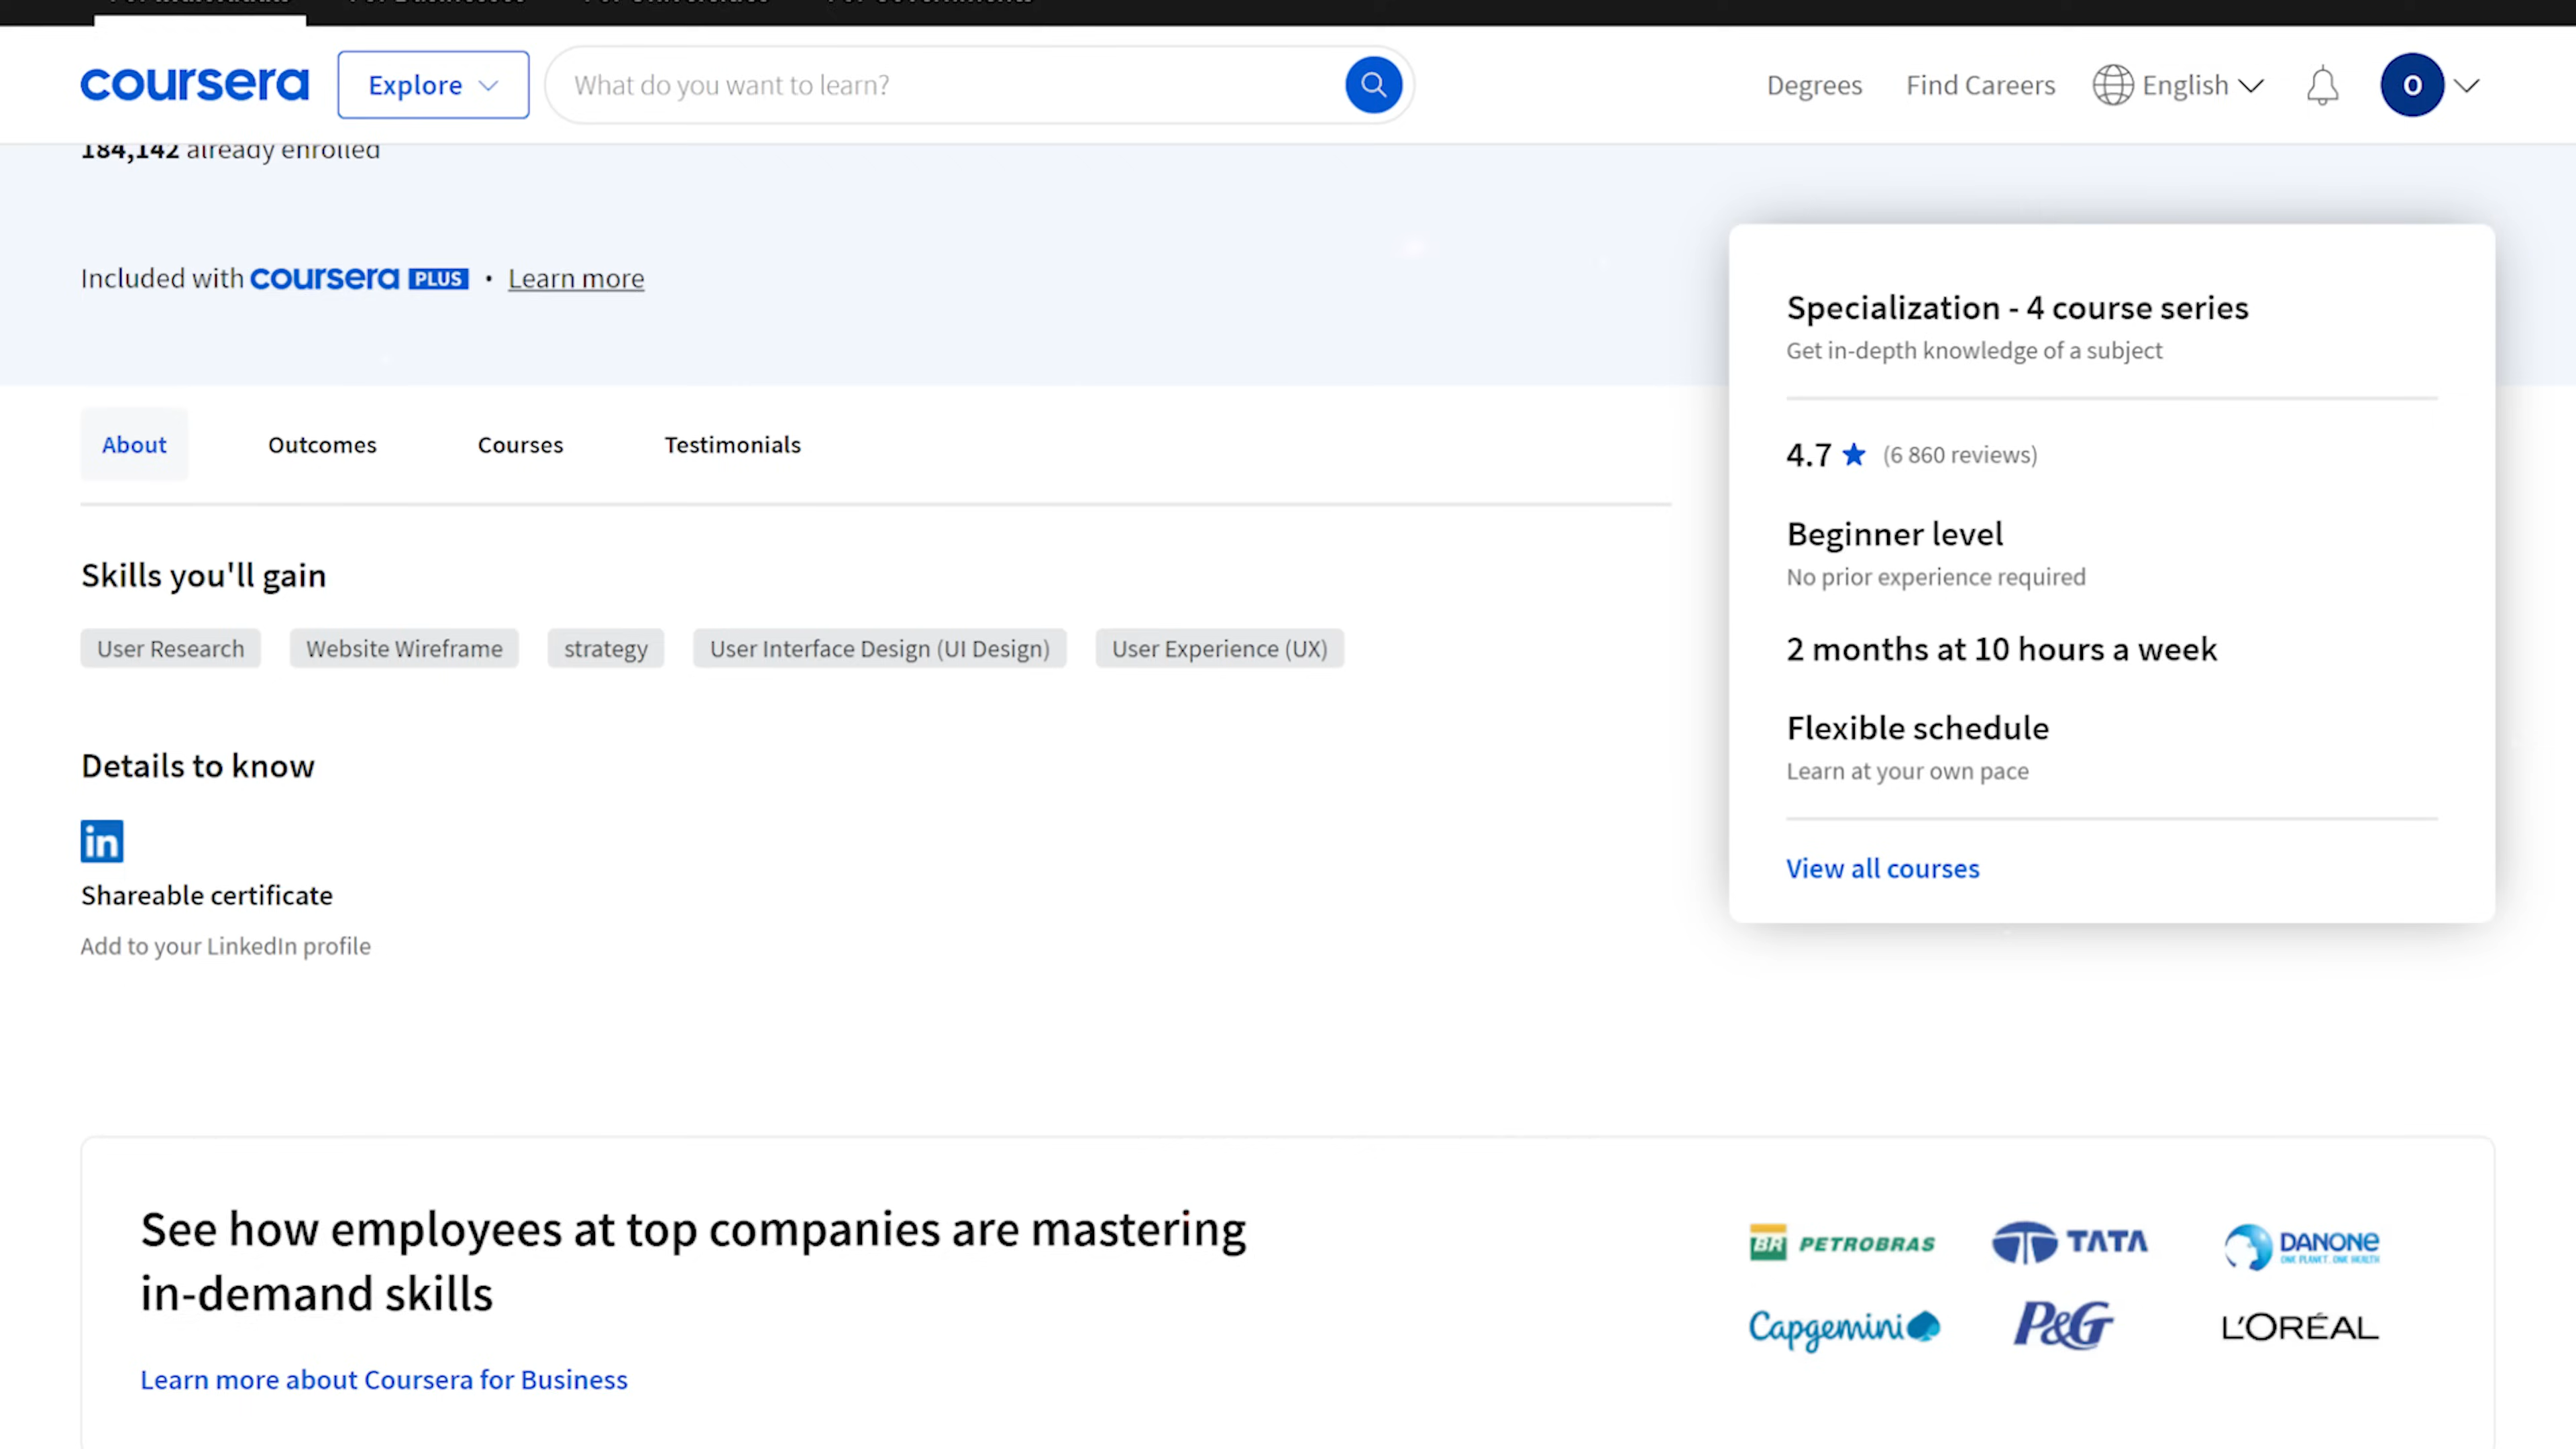 coursera
Explore
What do you want to learn?
Degrees
Find Careers
English
O
184,142 already enrolled
Included with coursera PLUS • Learn more
About
Outcomes
Courses
Testimonials
Skills you'll gain
User Research
Website Wireframe
strategy
User Interface Design (UI Design)
User Experience (UX)
Details to know
in
Shareable certificate
Add to your LinkedIn profile
Specialization - 4 course series
Get in-depth knowledge of a subject
4.7 ★ (6 860 reviews)
Beginner level
No prior experience required
2 months at 10 hours a week
Flexible schedule
Learn at your own pace
View all courses
See how employees at top companies are mastering
in-demand skills
Learn more about Coursera for Business
BR PETROBRAS
TATA
DANONE
ONE PLANET. ONE HEALTH
Capgemini
P&G
L'ORÉAL